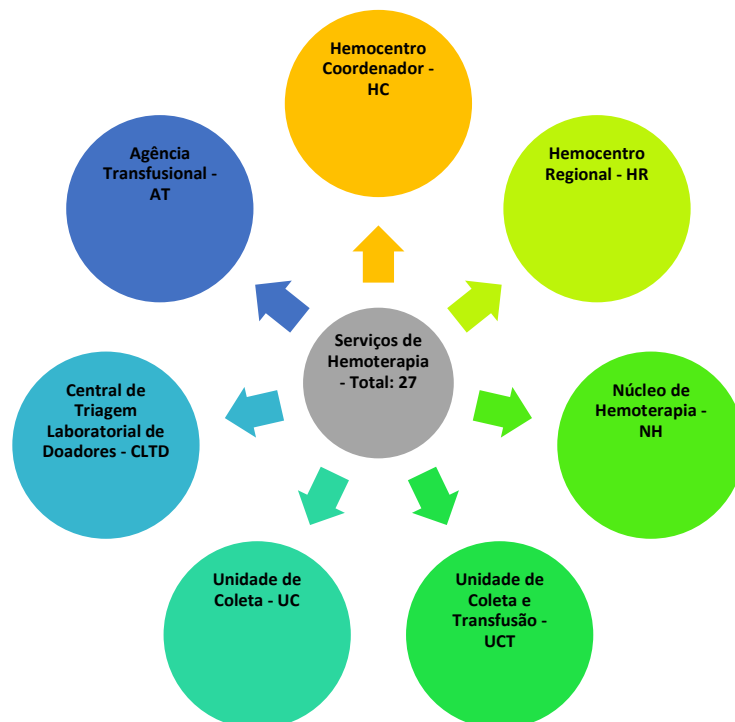 Hemocentro
Coordenador -
HC
Hemocentro
Regional - HR
Núcleo de
Hemoterapia -
NH
Unidade de
Coleta e
Transfusão -
UCT
Unidade de
Coleta - UC
Central de
Triagem
Laboratorial de
Doadores - CLTD
Agência
Transfusional -
AT
Serviços de
Hemoterapia
- Total: 27